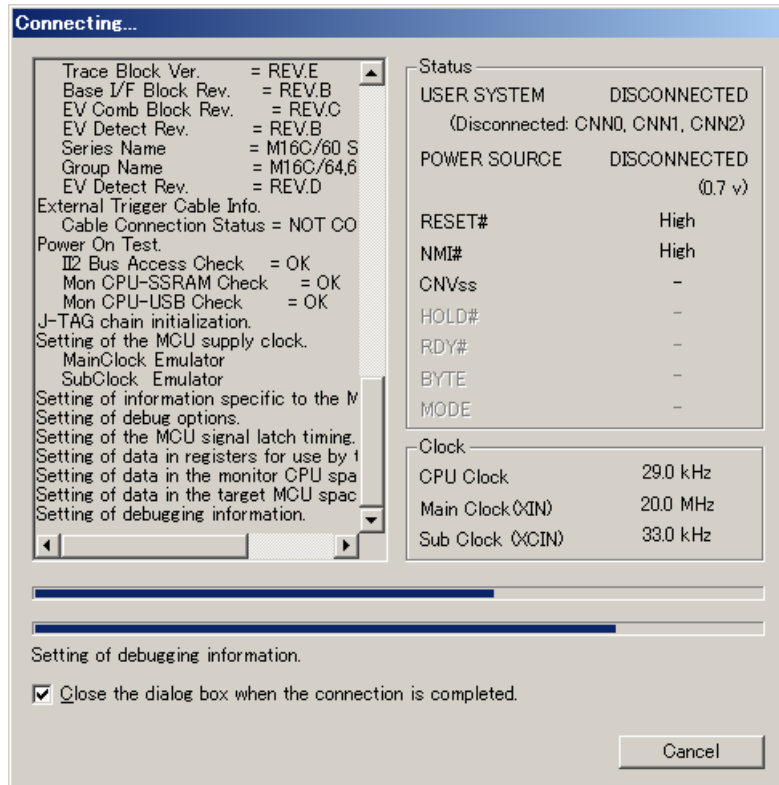 Connecting...
Trace Block Ver. = REV.E
Base I/F Block Rev. = REV.B
EV Comb Block Rev. = REV.C
EV Detect Rev. = REV.B
Series Name = M16C/60 S
Group Name = M16C/64,6
EV Detect Rev. = REV.D
External Trigger Cable Info.
Cable Connection Status = NOT CO
Power On Test.
II2 Bus Access Check = OK
Mon CPU-SSRAM Check = OK
Mon CPU-USB Check = OK
J-TAG chain initialization.
Setting of the MCU supply clock.
MainClock Emulator
SubClock Emulator
Setting of information specific to the M
Setting of debug options.
Setting of the MCU signal latch timing.
Setting of data in registers for use by t
Setting of data in the monitor CPU spa
Setting of data in the target MCU spac
Setting of debugging information.
Status
USER SYSTEM DISCONNECTED
(Disconnected: CNN0, CNN1, CNN2)
POWER SOURCE DISCONNECTED
(0.7 v)
RESET# High
NMI# High
CNVss -
HOLD# -
RDY# -
BYTE -
MODE -
Clock
CPU Clock 29.0 kHz
Main Clock(XIN) 20.0 MHz
Sub Clock (XCIN) 33.0 kHz
Setting of debugging information.
Close the dialog box when the connection is completed.
Cancel